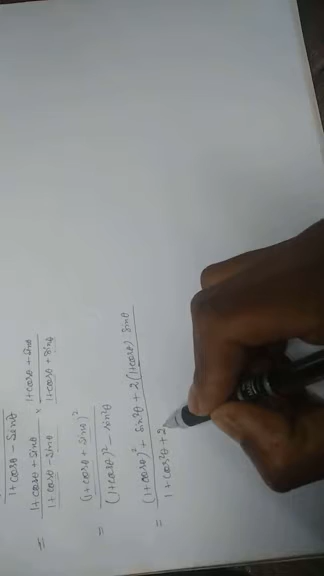 1+cosθ - sinθ
= 1+cosθ + sinθ / 1+cosθ - sinθ × 1+cosθ + sinθ / 1+cosθ + sinθ
= (1+cosθ + sinθ)² / (1+cosθ)² - sin²θ
= (1+cosθ)² + sin²θ + 2(1+cosθ) sinθ / 1+cos²θ + 2